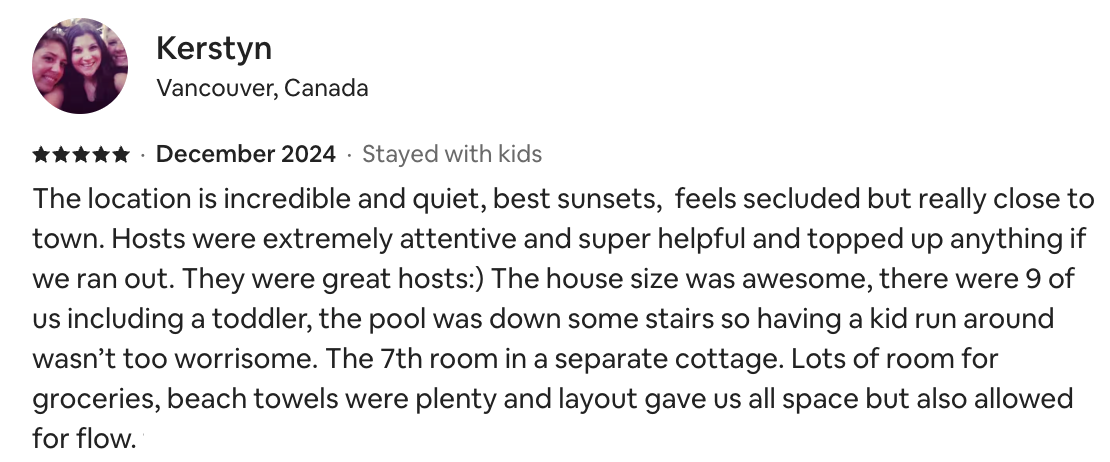 Kerstyn
Vancouver, Canada
★★★★★ · December 2024 · Stayed with kids
The location is incredible and quiet, best sunsets,  feels secluded but really close to
town. Hosts were extremely attentive and super helpful and topped up anything if
we ran out. They were great hosts:) The house size was awesome, there were 9 of
us including a toddler, the pool was down some stairs so having a kid run around
wasn’t too worrisome. The 7th room in a separate cottage. Lots of room for
groceries, beach towels were plenty and layout gave us all space but also allowed
for flow.